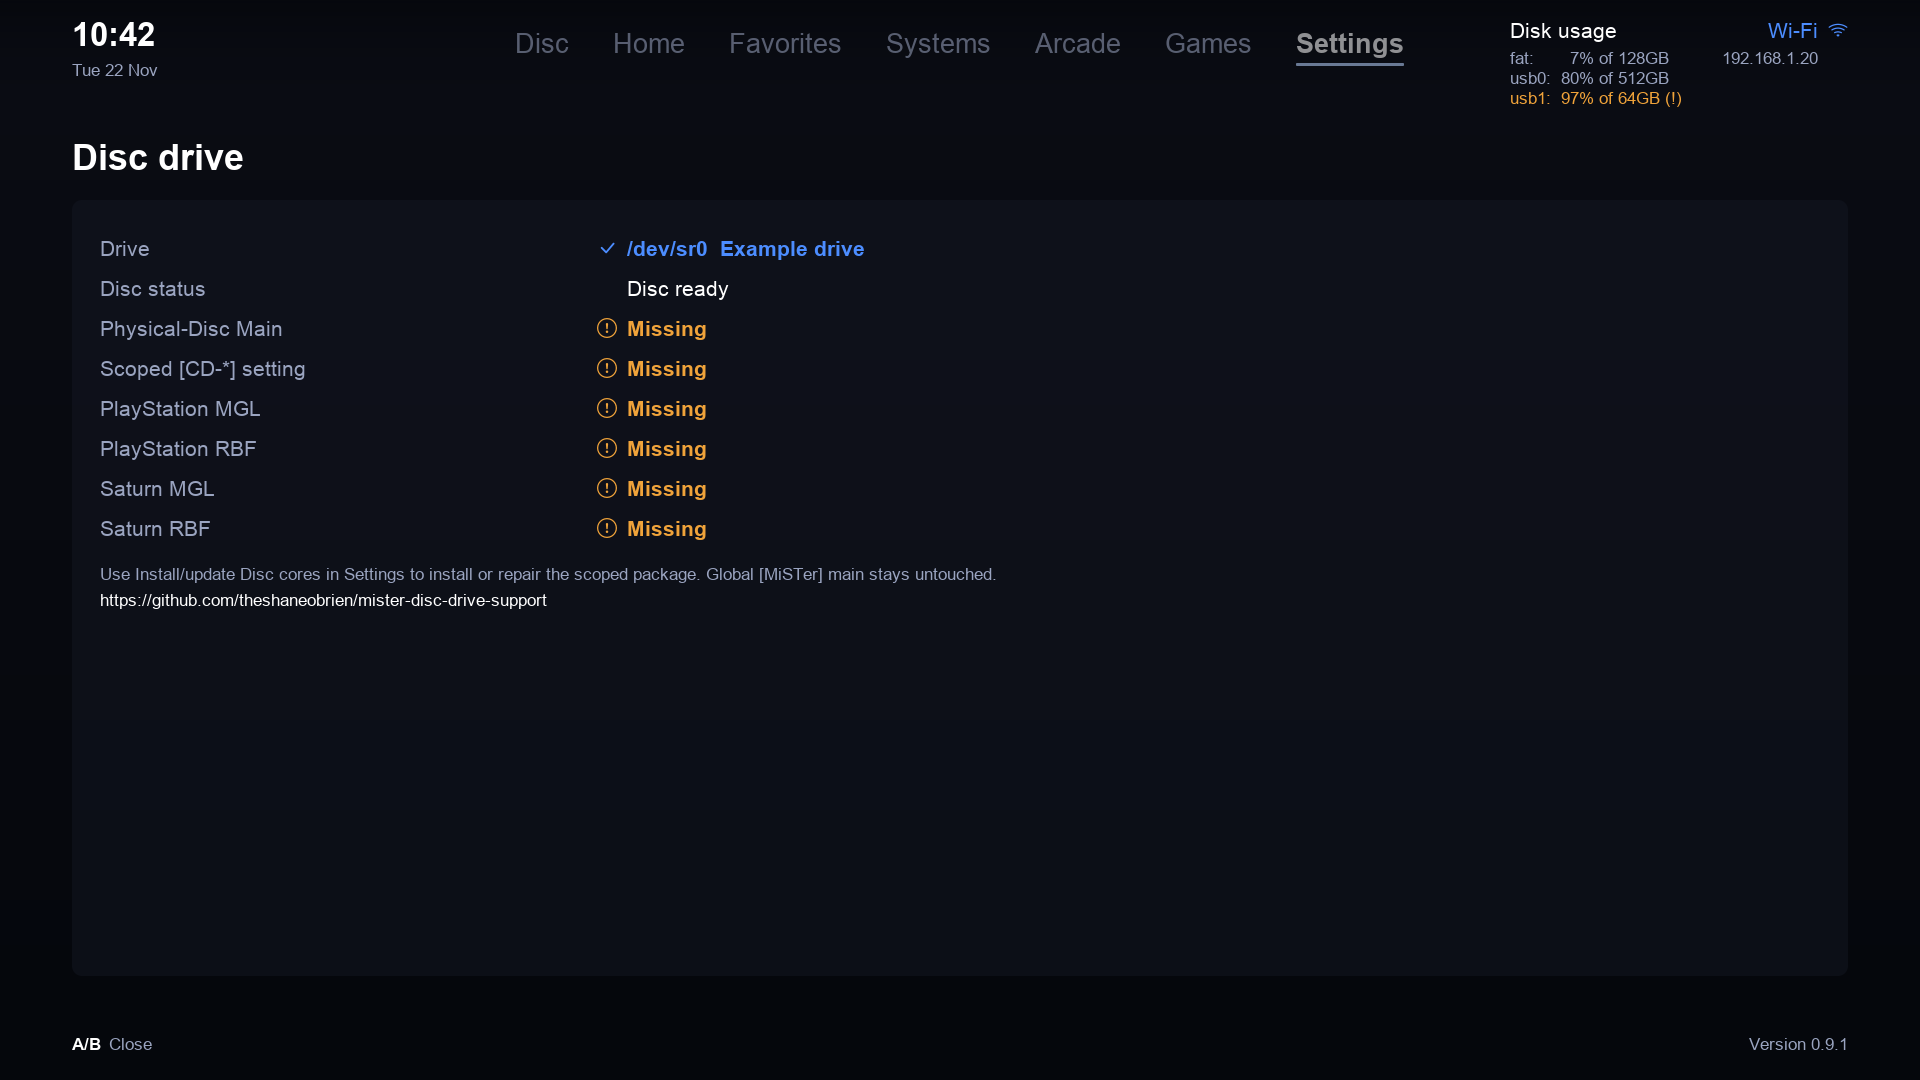 10:42
Tue 22 Nov
Disc Home Favorites Systems Arcade Games Settings
Disk usage
fat: 7% of 128GB
usb0: 80% of 512GB
usb1: 97% of 64GB (!)
Wi-Fi
192.168.1.20
Disc drive
Drive /dev/sr0 Example drive
Disc status Disc ready
Physical-Disc Main Missing
Scoped [CD-*] setting Missing
PlayStation MGL Missing
PlayStation RBF Missing
Saturn MGL Missing
Saturn RBF Missing
Use Install/update Disc cores in Settings to install or repair the scoped package. Global [MiSTer] main stays untouched.
https://github.com/theshaneobrien/mister-disc-drive-support
A/B Close
Version 0.9.1